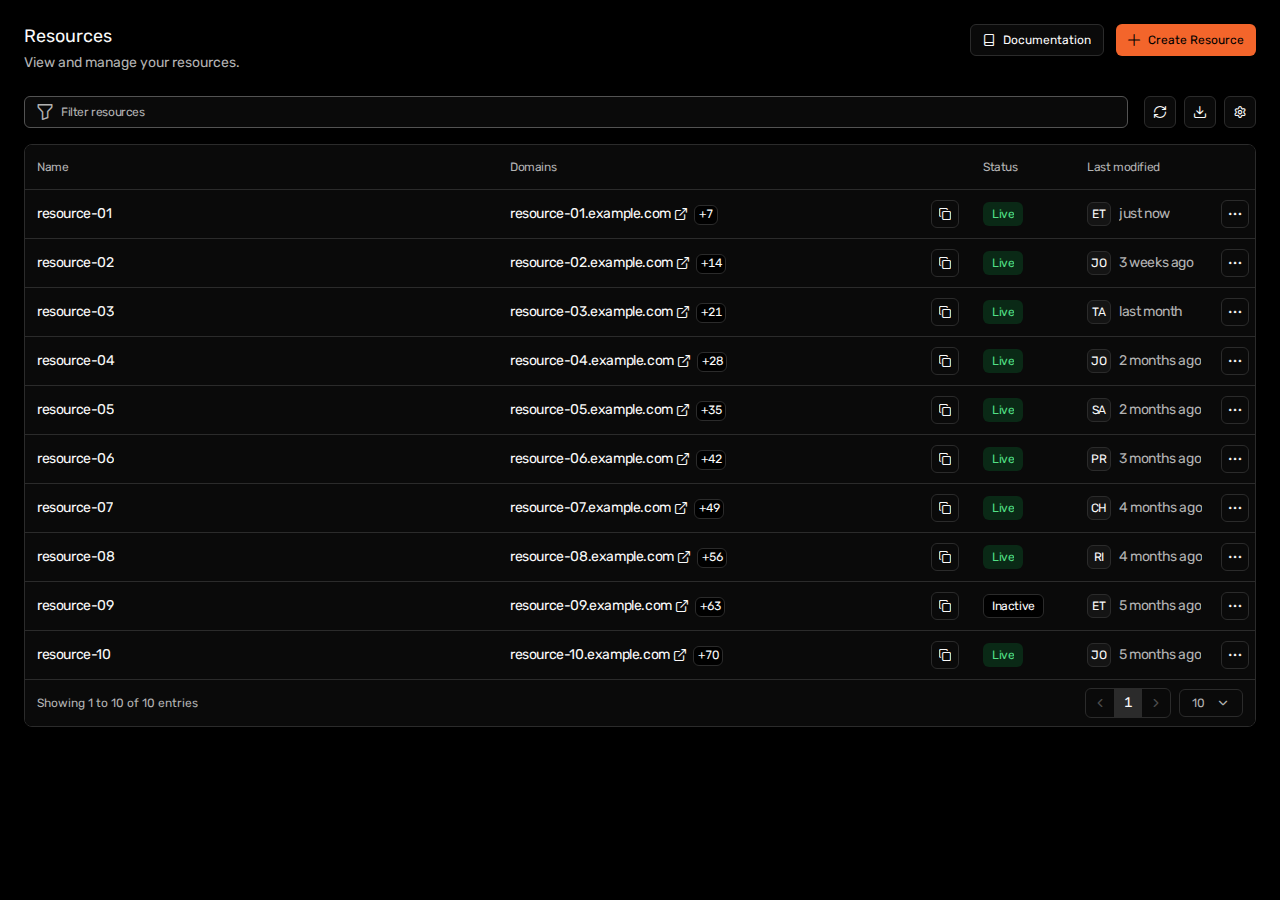 Resources
View and manage your resources.
Documentation
Create Resource
Filter resources
Name Domains Status Last modified
resource-01 resource-01.example.com +7 Live ET just now
resource-02 resource-02.example.com +14 Live JO 3 weeks ago
resource-03 resource-03.example.com +21 Live TA last month
resource-04 resource-04.example.com +28 Live JO 2 months ago
resource-05 resource-05.example.com +35 Live SA 2 months ago
resource-06 resource-06.example.com +42 Live PR 3 months ago
resource-07 resource-07.example.com +49 Live CH 4 months ago
resource-08 resource-08.example.com +56 Live RI 4 months ago
resource-09 resource-09.example.com +63 Inactive ET 5 months ago
resource-10 resource-10.example.com +70 Live JO 5 months ago
Showing 1 to 10 of 10 entries 1 10